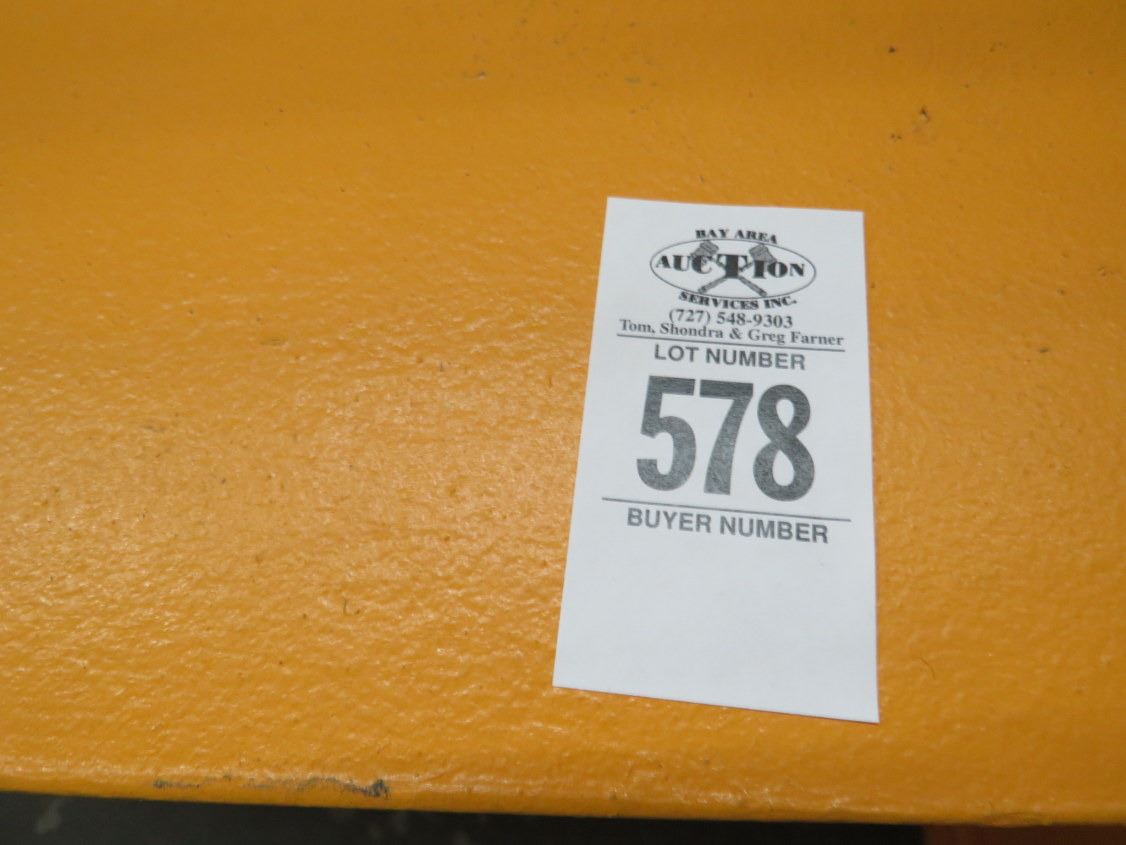 BAY AREA
AUCTION
SERVICES INC.
(727) 548-9303
Tom, Shondra & Greg Farner
LOT NUMBER
578
BUYER NUMBER